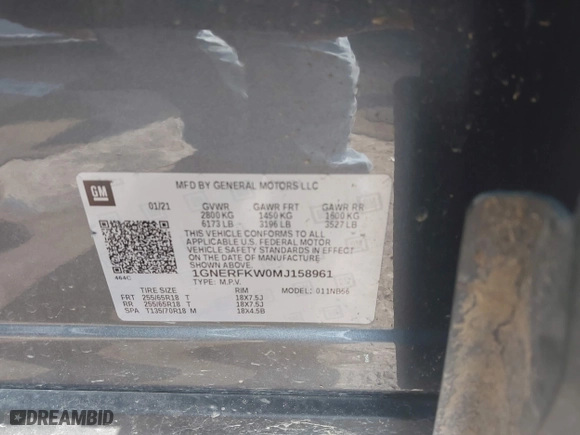 GM
MFD BY GENERAL MOTORS LLC
01/21 GVWR GAWR FRT GAWR RR
2800 KG 1450 KG 1600 KG
6173 LB 3196 LB 3527 LB
THIS VEHICLE CONFORMS TO ALL
APPLICABLE U.S. FEDERAL MOTOR
VEHICLE SAFETY STANDARDS IN EFFECT
ON THE DATE OF MANUFACTURE
SHOWN ABOVE.
464C
1GNERFKW0MJ158961
TYPE: M.P.V. MODEL: 011NB56
TIRE SIZE RIM
FRT 255/65R18 T 18X7.5J
RR 255/65R18 T 18X7.5J
SPA T135/70R18 M 18X4.5B
DREAMBID